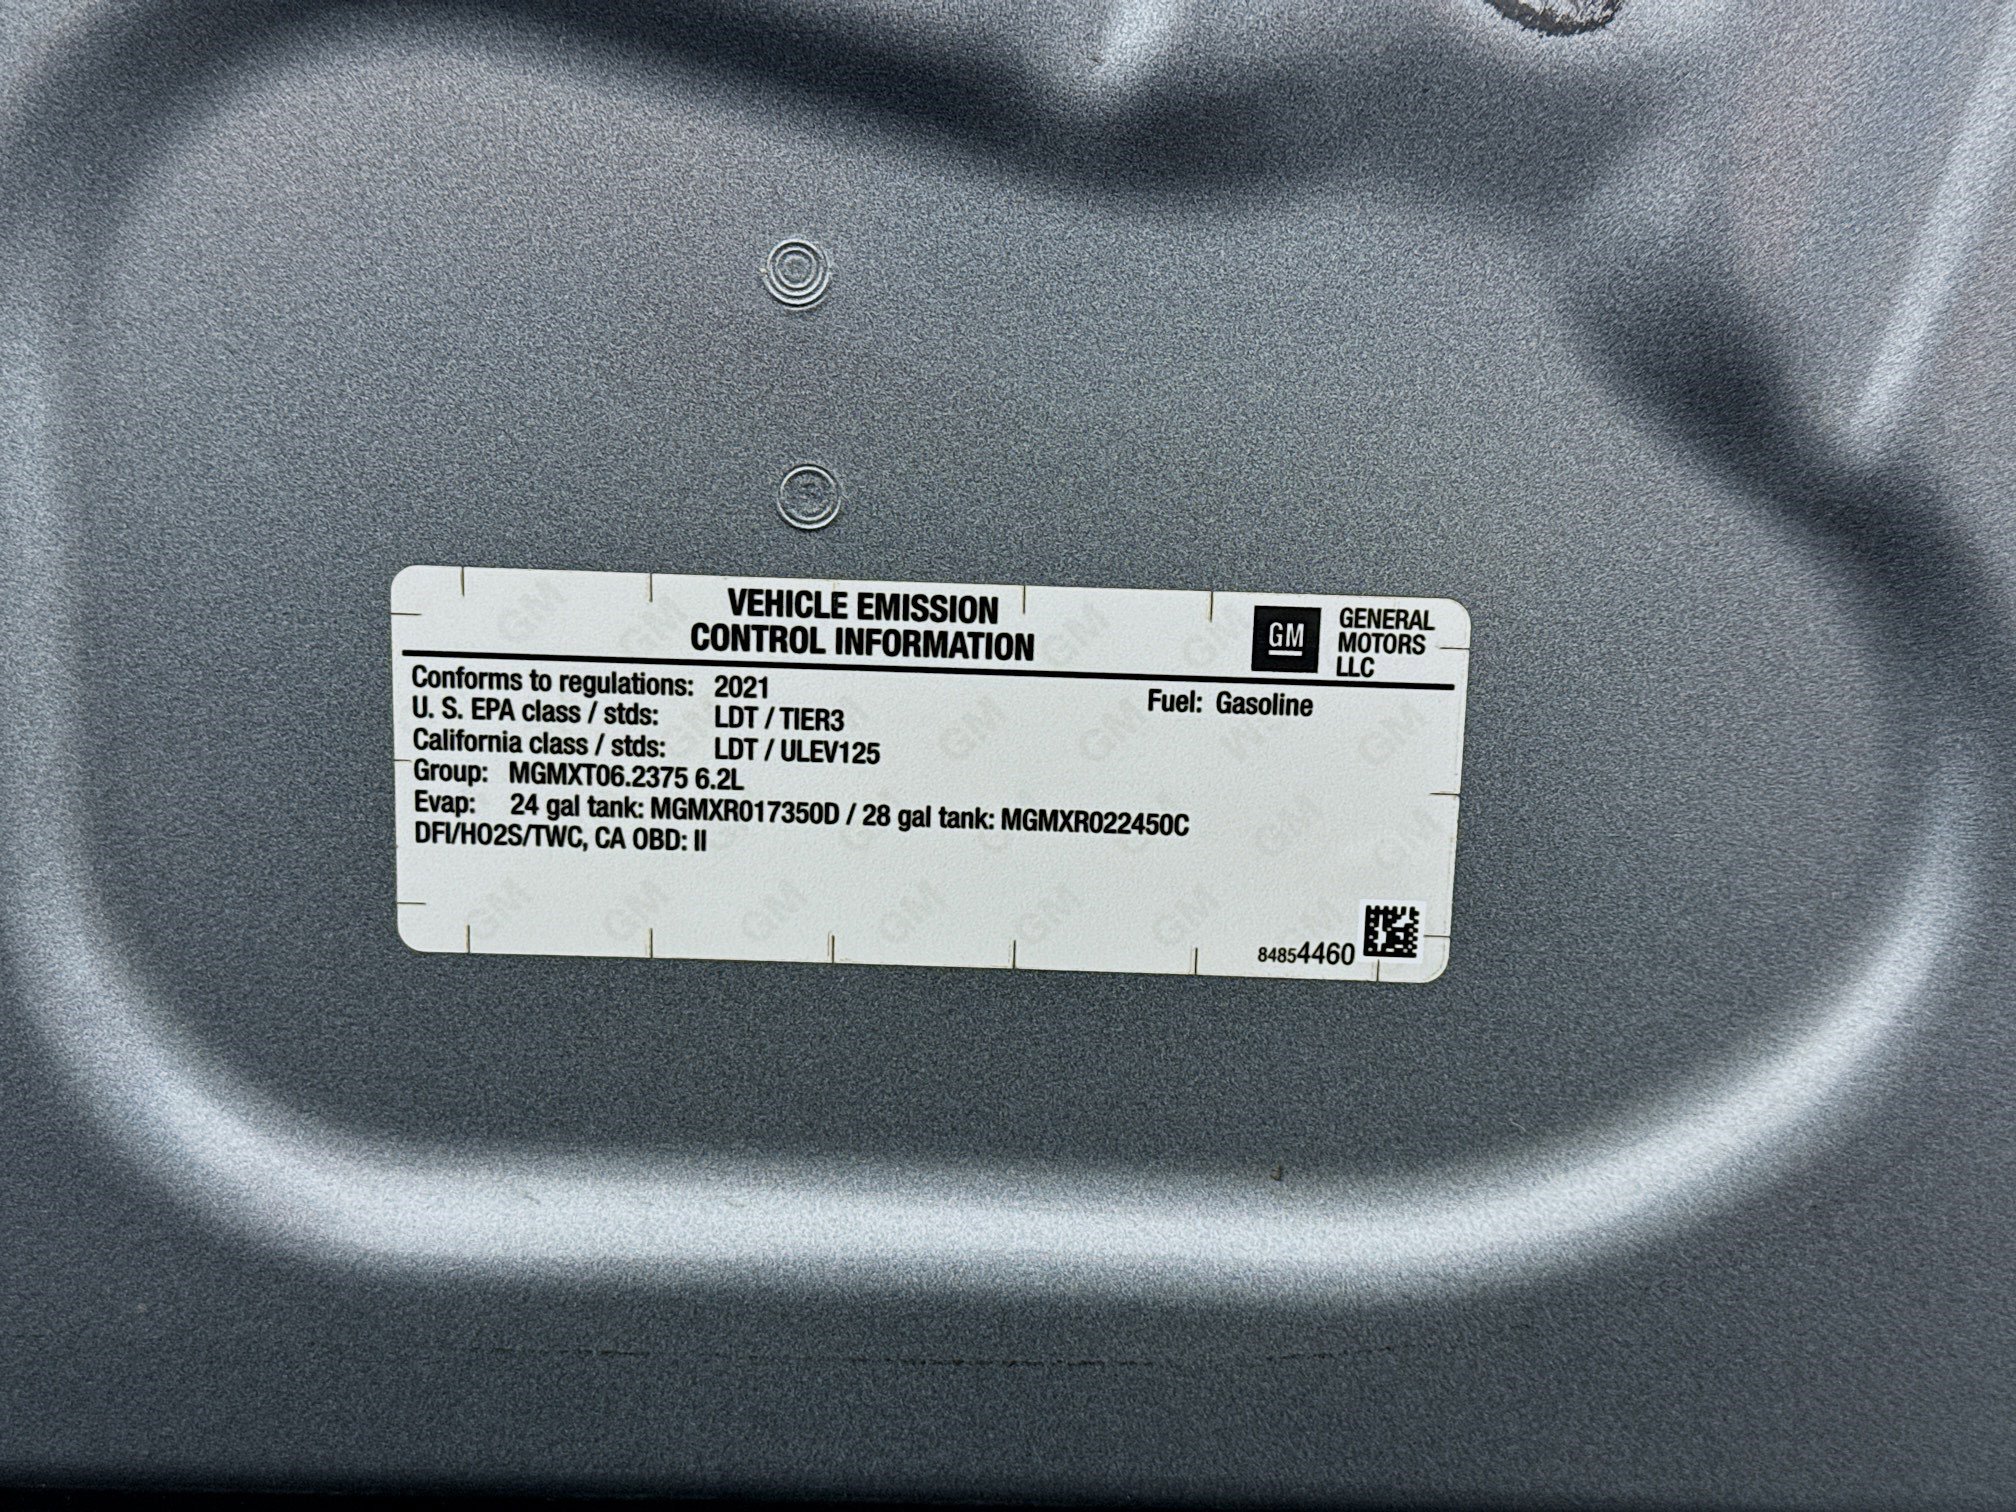 VEHICLE EMISSION
CONTROL INFORMATION
GM
GENERAL
MOTORS
LLC
Conforms to regulations: 2021
Fuel: Gasoline
U. S. EPA class / stds: LDT / TIER3
California class / stds: LDT / ULEV125
Group: MGMXT06.2375 6.2L
Evap: 24 gal tank: MGMXR017350D / 28 gal tank: MGMXR022450C
DFI/HO2S/TWC, CA OBD: II
84854460